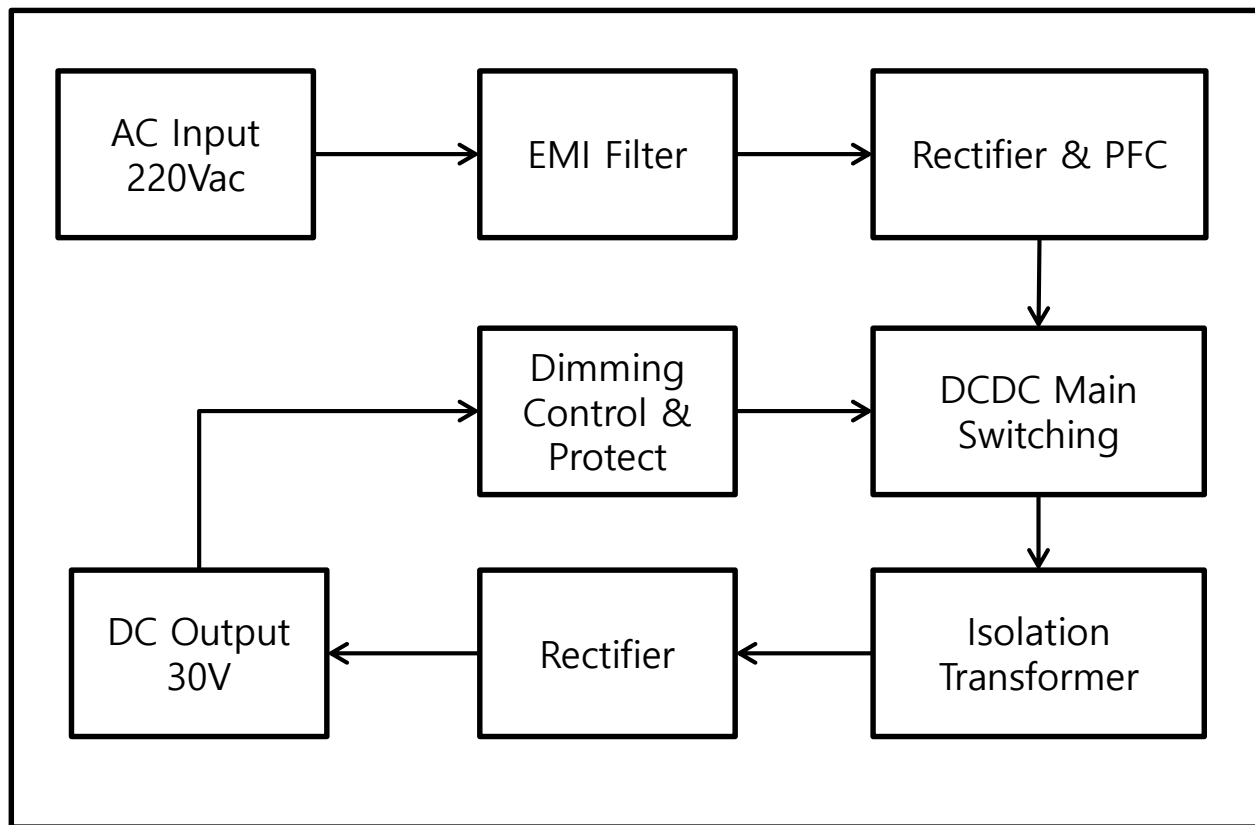 AC Input
220Vac
EMI Filter
Rectifier & PFC
Dimming
Control &
Protect
DCDC Main
Switching
DC Output
30V
Rectifier
Isolation
Transformer